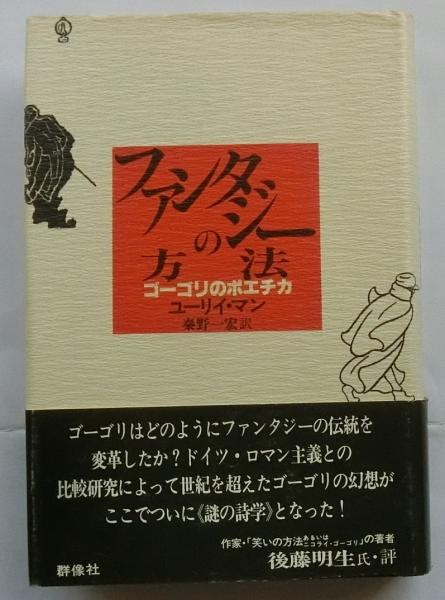 ファンタジー
の
方法
ゴーゴリのポエチカ
ユーリイ・マン
秦野一宏訳
ゴーゴリはどのようにファンタジーの伝統を
変革したか？ドイツ・ロマン主義との
比較研究によって世紀を超えたゴーゴリの幻想が
ここでついに《謎の詩学》となった！
作家・「笑いの方法あるいはニコライ・ゴーゴリ」の著者
後藤明生氏・評
群像社